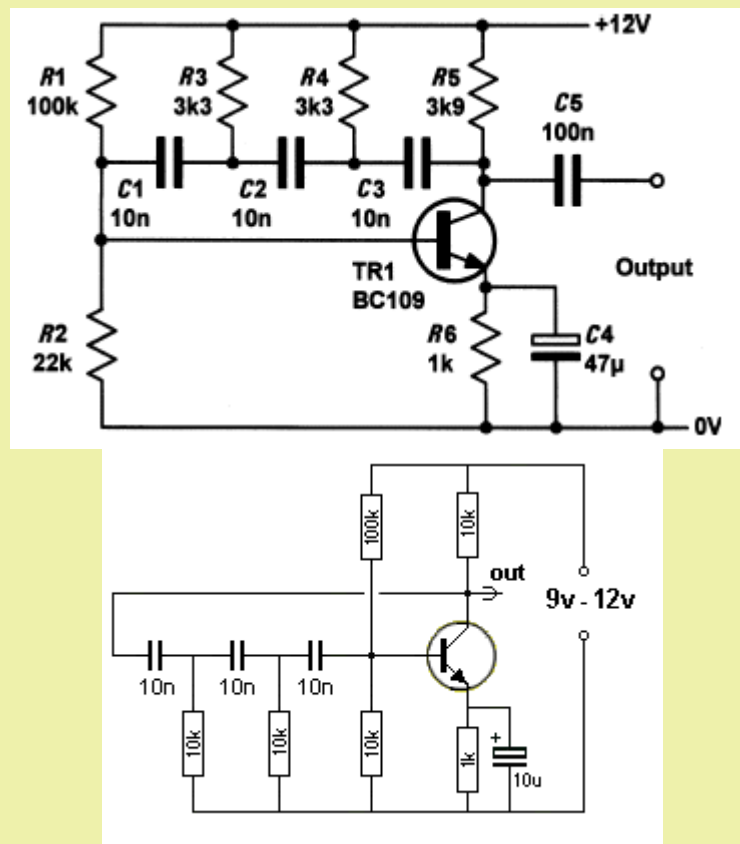 +12V
R1
100k
R3
3k3
R4
3k3
R5
3k9
C5
100n
C1
10n
C2
10n
C3
10n
TR1
BC109
Output
R2
22k
R6
1k
C4
47µ
0V
100k
10k
out
9v - 12v
10n
10n
10n
10k
10k
10k
1k
+
10u